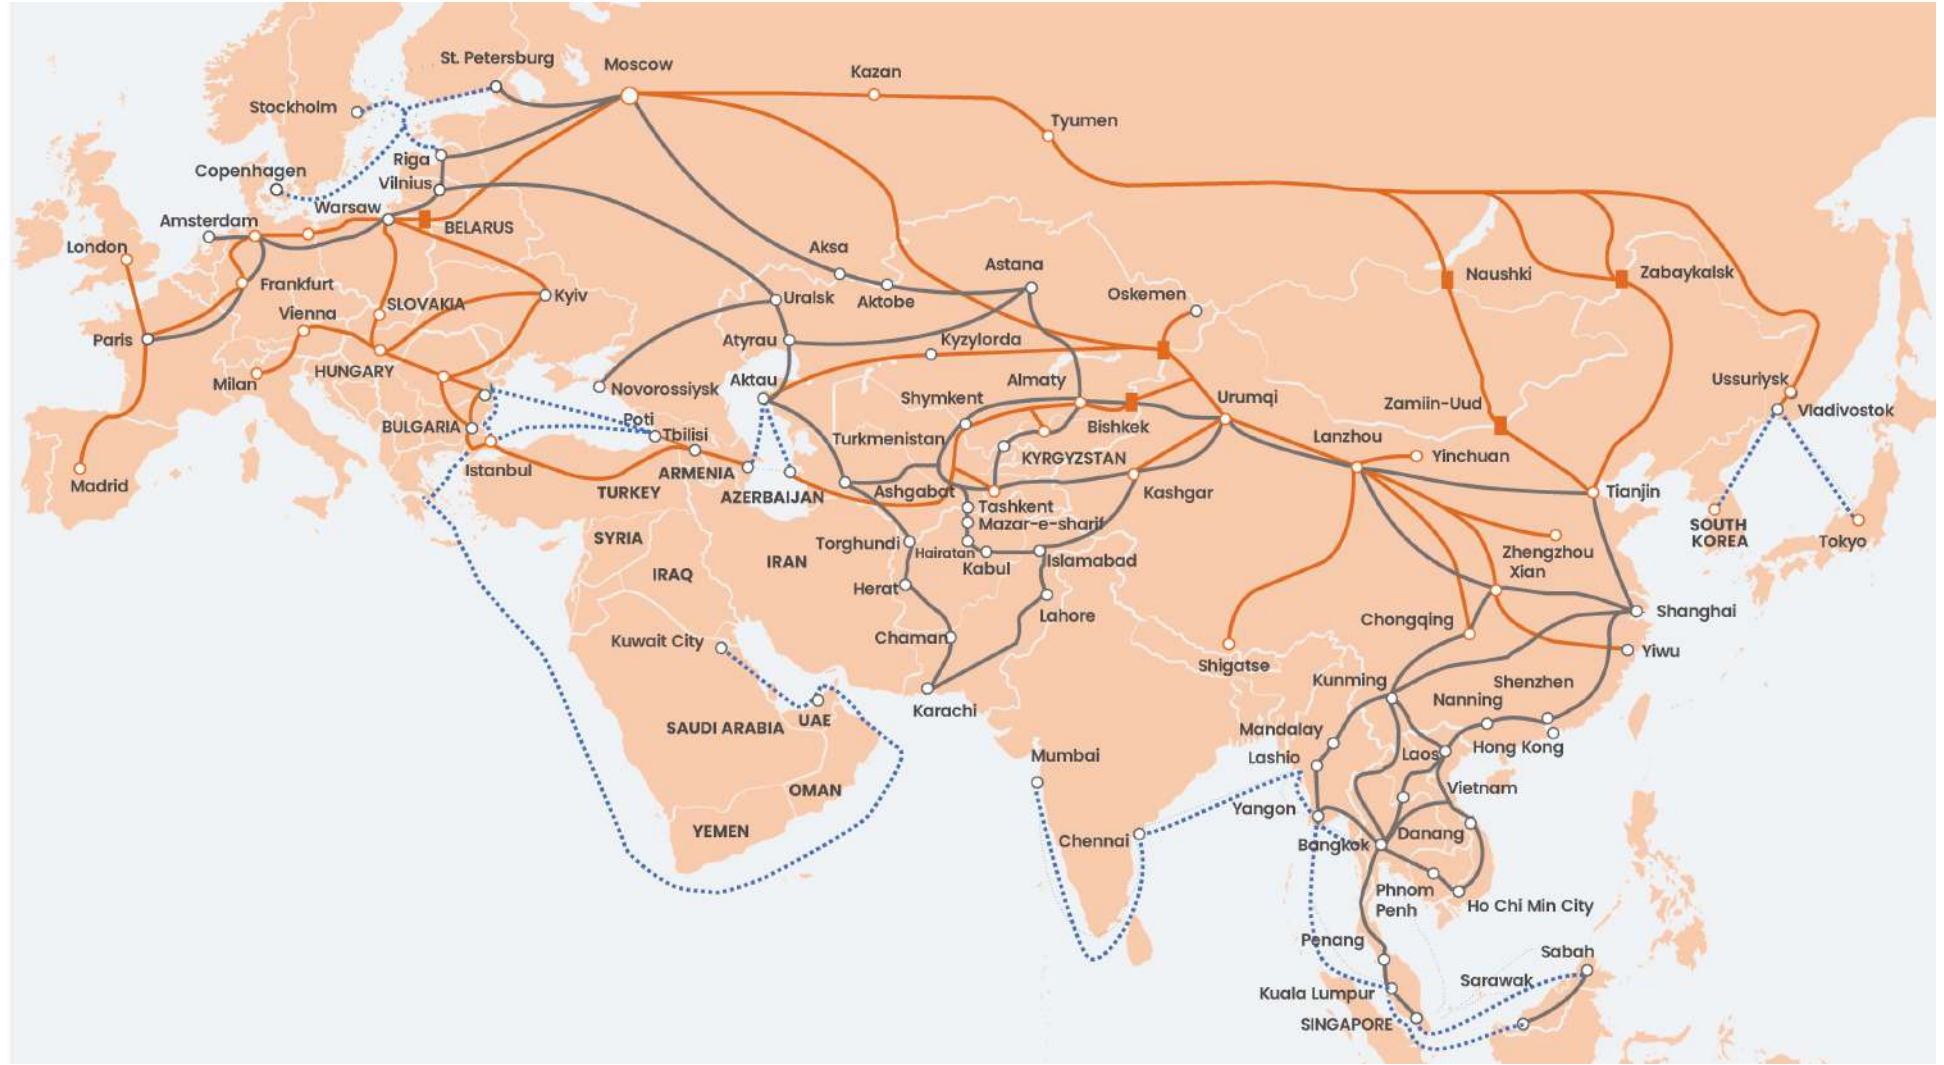 St. Petersburg
Moscow
Kazan
Stockholm
Tyumen
Riga
Copenhagen
Vilnius
Warsaw
Amsterdam
BELARUS
London
Aksa
Astana
Naushki
Zabaykalsk
Frankfurt
Oskemen
SLOVAKIA
Kyiv
Uralsk
Aktobe
Vienna
Paris
Atyrau
Kyzylorda
HUNGARY
Milan
Novorossiysk
Aktau
Almaty
Ussuriysk
Shymkent
Urumqi
Zamiin-Uud
Vladivostok
Poti
BULGARIA
Tbilisi
Turkmenistan
Bishkek
Lanzhou
Istanbul
ARMENIA
KYRGYZSTAN
Yinchuan
Madrid
TURKEY
AZERBAIJAN
Ashgabat
Kashgar
Tianjin
Tashkent
Mazar-e-sharif
SOUTH
KOREA
Tokyo
SYRIA
Torghundi
Hairatan
Zhengzhou
IRAN
Kabul
Islamabad
Xian
IRAQ
Herat
Lahore
Shanghai
Chongqing
Kuwait City
Chaman
Shigatse
Yiwu
Kunming
Shenzhen
Nanning
Karachi
UAE
SAUDI ARABIA
Mandalay
Hong Kong
Mumbai
Lashio
Laos
OMAN
Vietnam
Yangon
YEMEN
Chennai
Bangkok
Danang
Phnom
Penh
Ho Chi Min City
Penang
Sabah
Sarawak
Kuala Lumpur
SINGAPORE